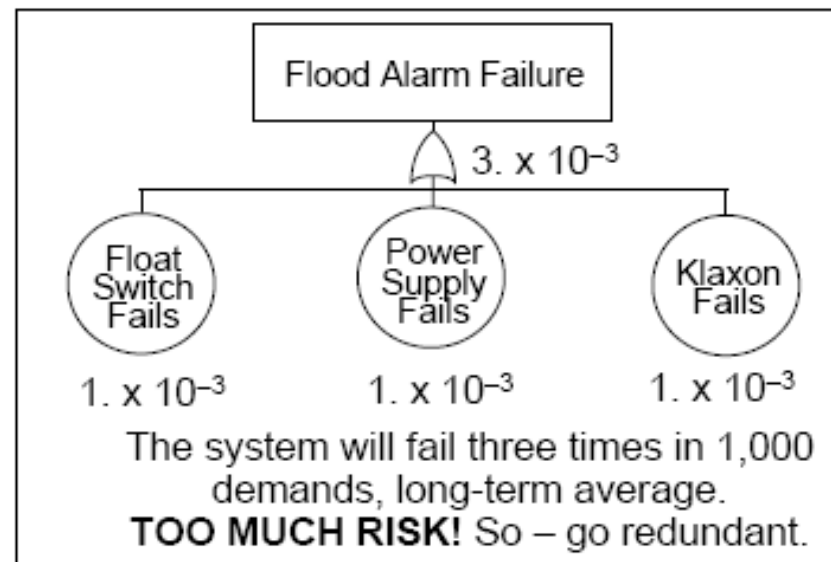 Flood Alarm Failure
3. x 10⁻³
Float
Switch
Fails
Power
Supply
Fails
Klaxon
Fails
1. x 10⁻³
1. x 10⁻³
1. x 10⁻³
The system will fail three times in 1,000
demands, long-term average.
TOO MUCH RISK! So – go redundant.